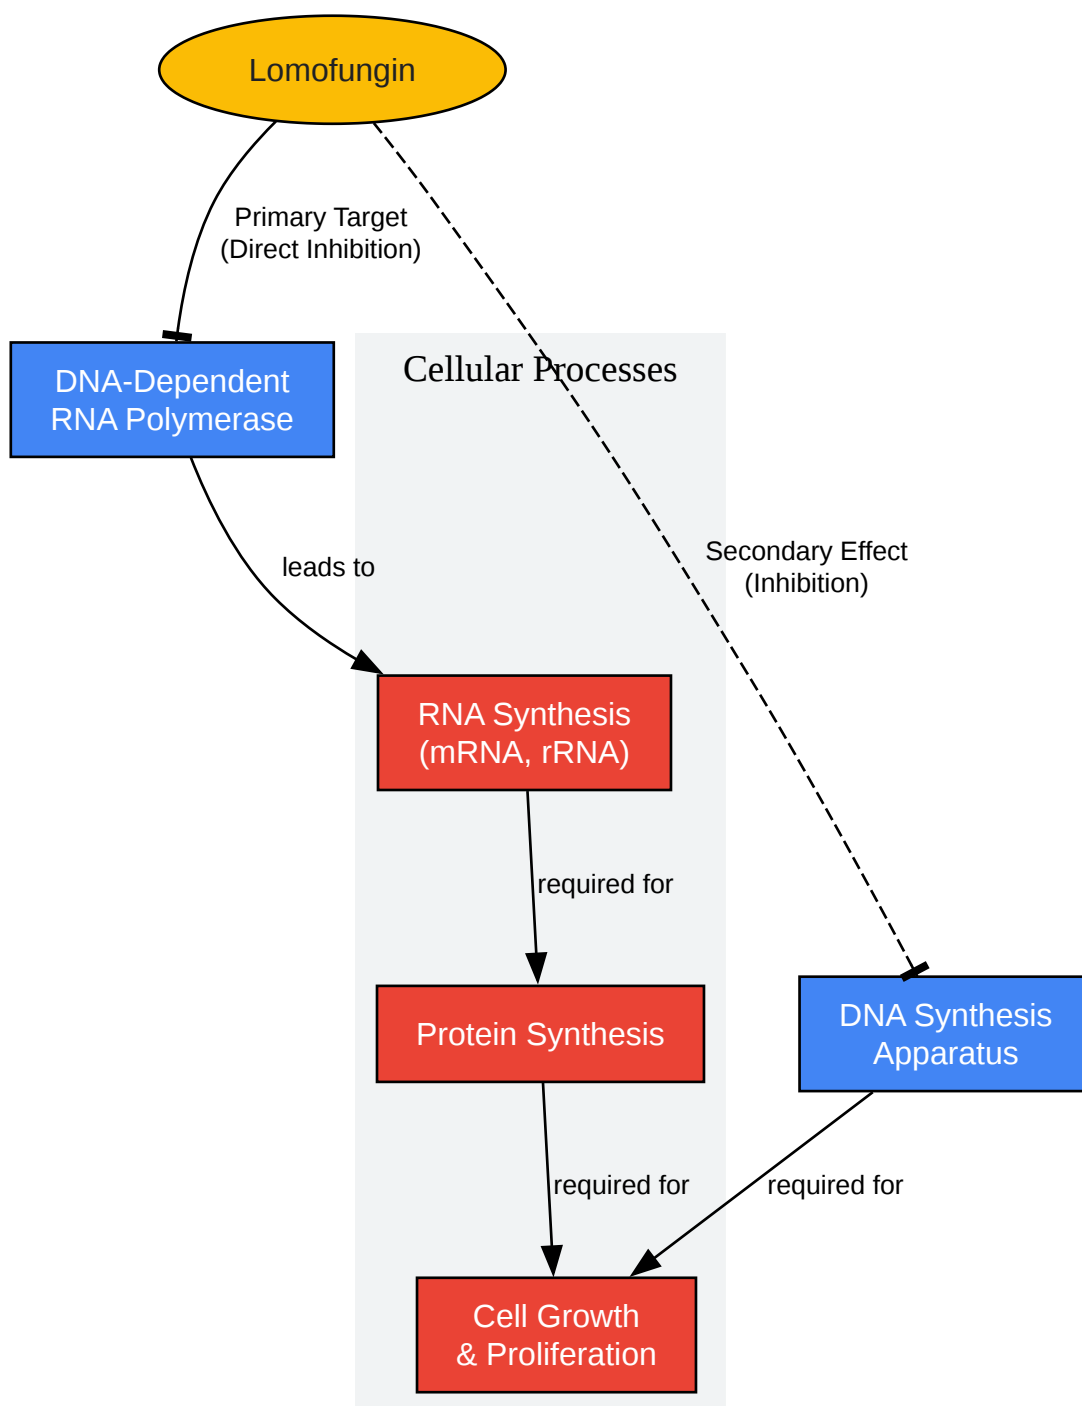 Lomofungin
Primary Target
(Direct Inhibition)
DNA-Dependent
RNA Polymerase
Cellular Processes
leads to
Secondary Effect
(Inhibition)
RNA Synthesis
(mRNA, rRNA)
required for
Protein Synthesis
DNA Synthesis
Apparatus
required for
required for
Cell Growth
& Proliferation